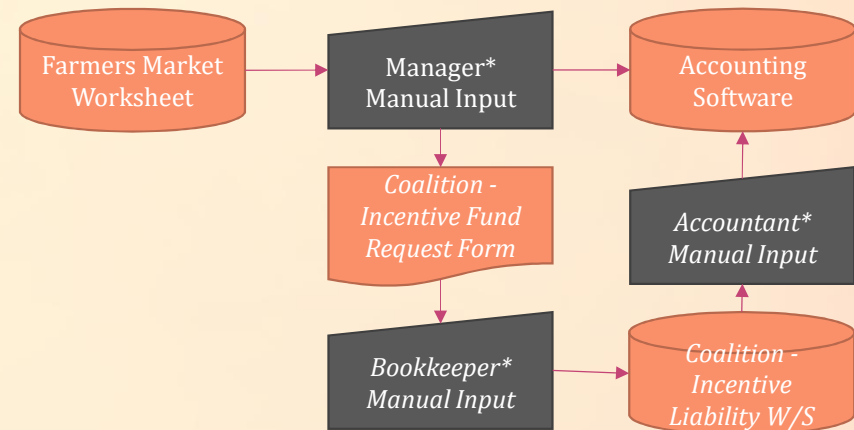 Farmers Market
Worksheet
Manager*
Manual Input
Accounting
Software
Coalition -
Incentive Fund
Request Form
Accountant*
Manual Input
Bookkeeper*
Manual Input
Coalition -
Incentive
Liability W/S